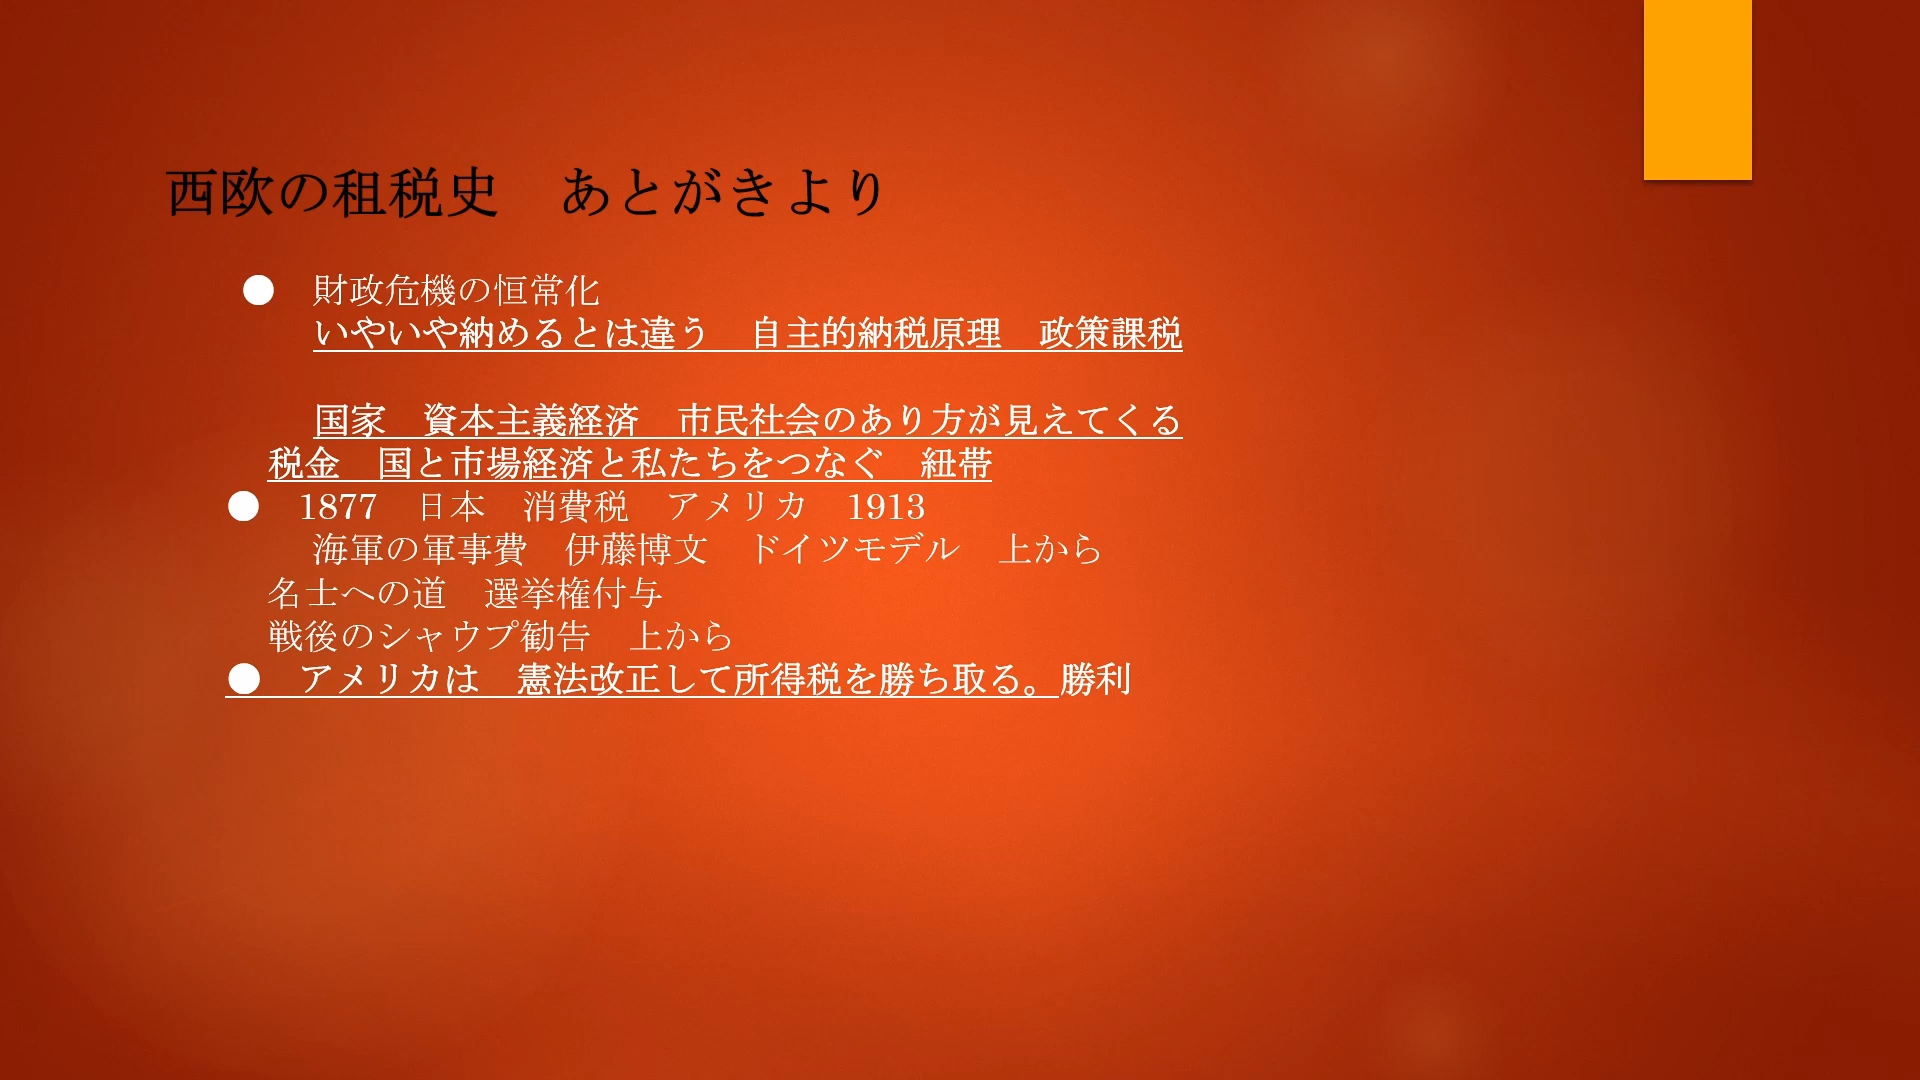 西欧の租税史　あとがきより
●　財政危機の恒常化
いやいや納めるとは違う　自主的納税原理　政策課税
国家　資本主義経済　市民社会のあり方が見えてくる
税金　国と市場経済と私たちをつなぐ　紐帯
●　1877　日本　消費税　アメリカ　1913
海軍の軍事費　伊藤博文　ドイツモデル　上から
名士への道　選挙権付与
戦後のシャウプ勧告　上から
●　アメリカは　憲法改正して所得税を勝ち取る。勝利